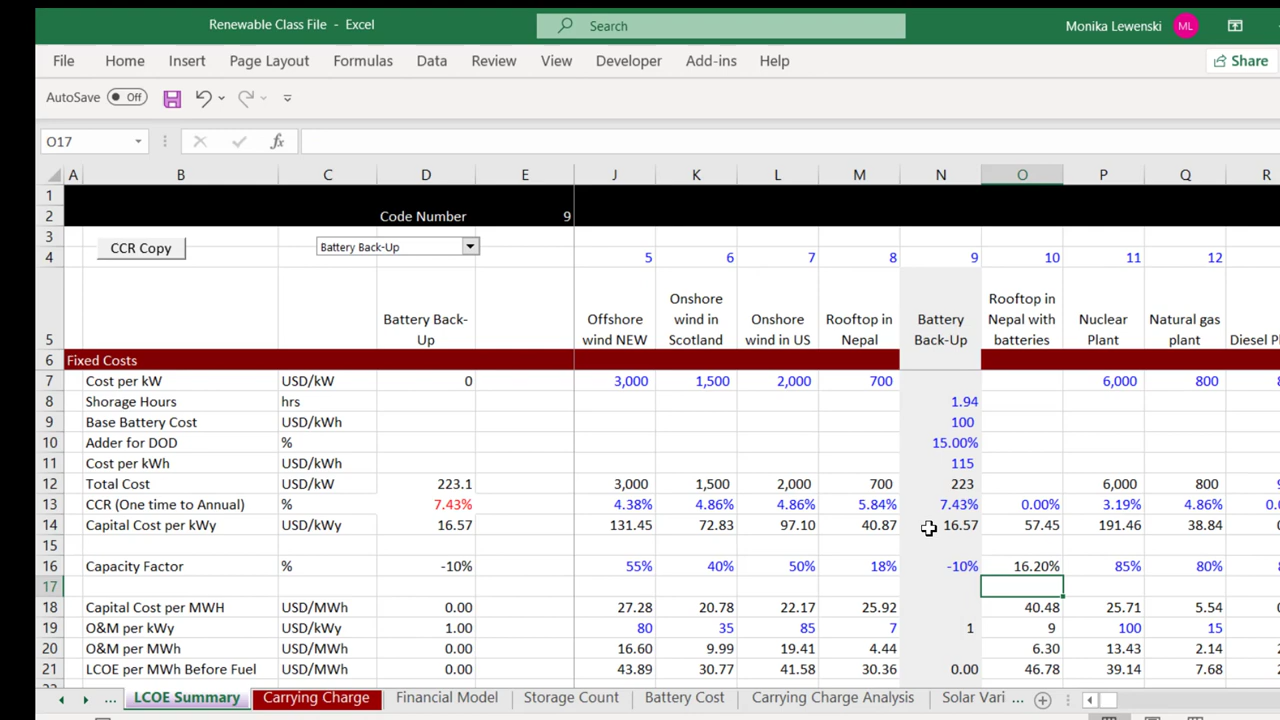 Renewable Class File - Excel
Search
Monika Lewenski ML
File Home Insert Page Layout Formulas Data Review View Developer Add-ins Help Share
AutoSave Off
O17 fx
A B C D E J K L M N O P Q R
1
2 Code Number 9
3 CCR Copy Battery Back-Up
4 5 6 7 8 9 10 11 12
5 Battery Back-Up Offshore wind NEW Onshore wind in Scotland Onshore wind in US Rooftop in Nepal Battery Back-Up Rooftop in Nepal with batteries Nuclear Plant Natural gas plant Diesel P
6 Fixed Costs
7 Cost per kW USD/kW 0 3,000 1,500 2,000 700 6,000 800
8 Shorage Hours hrs 1.94
9 Base Battery Cost USD/kWh 100
10 Adder for DOD % 15.00%
11 Cost per kWh USD/kWh 115
12 Total Cost USD/kW 223.1 3,000 1,500 2,000 700 223 6,000 800
13 CCR (One time to Annual) % 7.43% 4.38% 4.86% 4.86% 5.84% 7.43% 0.00% 3.19% 4.86% 0.0
14 Capital Cost per kWy USD/kWy 16.57 131.45 72.83 97.10 40.87 16.57 57.45 191.46 38.84
15
16 Capacity Factor % -10% 55% 40% 50% 18% -10% 16.20% 85% 80%
17
18 Capital Cost per MWH USD/MWh 0.00 27.28 20.78 22.17 25.92 40.48 25.71 5.54
19 O&M per kWy USD/kWy 1.00 80 35 85 7 1 9 100 15
20 O&M per MWh USD/MWh 0.00 16.60 9.99 19.41 4.44 6.30 13.43 2.14
21 LCOE per MWh Before Fuel USD/MWh 0.00 43.89 30.77 41.58 30.36 0.00 46.78 39.14 7.68
... LCOE Summary Carrying Charge Financial Model Storage Count Battery Cost Carrying Charge Analysis Solar Vari ...